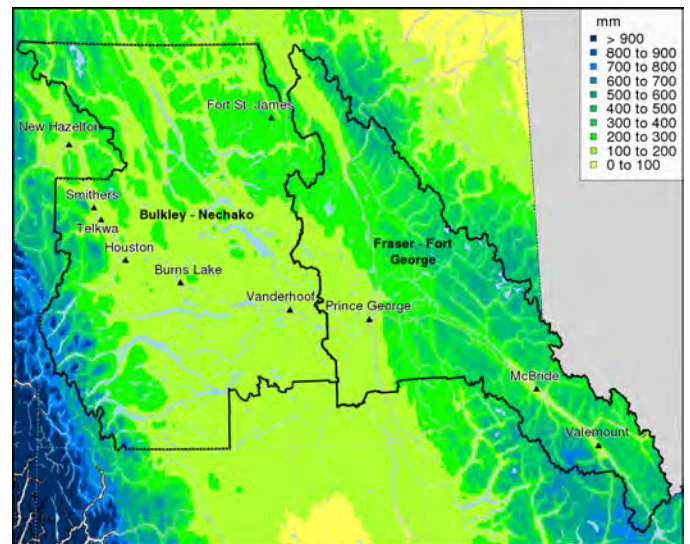 mm
> 900
800 to 900
700 to 800
600 to 700
500 to 600
400 to 500
300 to 400
200 to 300
100 to 200
0 to 100
Fort St. James
New Hazelton
Smithers
Telkwa
Bulkley - Nechako
Houston
Fraser - Fort
George
Burns Lake
Vanderhoof
Prince George
McBride
Valemount